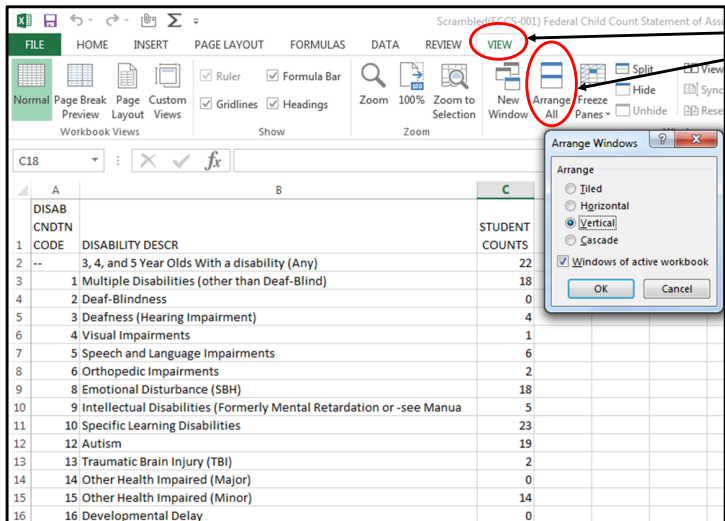 Scrambled(FCCS-001) Federal Child Count Statement of Assu
FILE HOME INSERT PAGE LAYOUT FORMULAS DATA REVIEW VIEW
Normal Page Break Preview Page Layout Custom Views
Workbook Views
Ruler Formula Bar
Gridlines Headings
Show
Zoom 100% Zoom to Selection
Zoom
New Window Arrange All Freeze Panes
Split
Hide
Unhide
View
Sync
Rese
C18 fx
Arrange Windows ? X
Arrange
Tiled
Horizontal
Vertical
Cascade
Windows of active workbook
OK Cancel
A B C
DISAB
CNDTN STUDENT
1 CODE DISABILITY DESCR COUNTS
2 -- 3, 4, and 5 Year Olds With a disability (Any) 22
3 1 Multiple Disabilities (other than Deaf-Blind) 18
4 2 Deaf-Blindness 0
5 3 Deafness (Hearing Impairment) 4
6 4 Visual Impairments 1
7 5 Speech and Language Impairments 6
8 6 Orthopedic Impairments 2
9 8 Emotional Disturbance (SBH) 18
10 9 Intellectual Disabilities (Formerly Mental Retardation or -see Manua 5
11 10 Specific Learning Disabilities 23
12 12 Autism 19
13 13 Traumatic Brain Injury (TBI) 2
14 14 Other Health Impaired (Major) 0
15 15 Other Health Impaired (Minor) 14
16 16 Developmental Delay 0